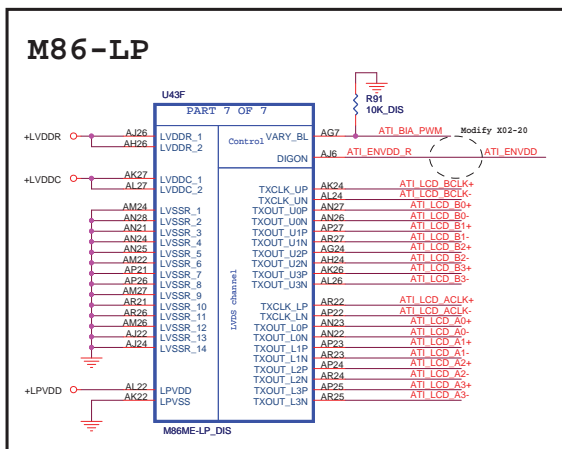 M86-LP
U43F
PART 7 OF 7
R91
10K_DIS
+LVDDR AJ26 LVDDR_1 Control VARY_BL AG7 ATI_BIA_PWM Modify X02-20
AH26 LVDDR_2
DIGON AJ6 ATI_ENVDD_R ATI_ENVDD
+LVDDC AK27 LVDDC_1
AL27 LVDDC_2 TXCLK_UP AK24 ATI_LCD_BCLK+
TXCLK_UN AL24 ATI_LCD_BCLK-
AM24 LVSSR_1 TXOUT_U0P AN27 ATI_LCD_B0+
AN28 LVSSR_2 TXOUT_U0N AN26 ATI_LCD_B0-
AN21 LVSSR_3 TXOUT_U1P AP27 ATI_LCD_B1+
AN24 LVSSR_4 TXOUT_U1N AR27 ATI_LCD_B1-
AN25 LVSSR_5 TXOUT_U2P AG24 ATI_LCD_B2+
AM22 LVSSR_6 TXOUT_U2N AH24 ATI_LCD_B2-
AP21 LVSSR_7 TXOUT_U3P AK26 ATI_LCD_B3+
AP26 LVSSR_8 TXOUT_U3N AL26 ATI_LCD_B3-
AM27 LVSSR_9
AR21 LVSSR_10 LVDS channel TXCLK_LP AR22 ATI_LCD_ACLK+
AR26 LVSSR_11 TXCLK_LN AP22 ATI_LCD_ACLK-
AM26 LVSSR_12 TXOUT_L0P AN23 ATI_LCD_A0+
AJ22 LVSSR_13 TXOUT_L0N AN22 ATI_LCD_A0-
AJ24 LVSSR_14 TXOUT_L1P AP23 ATI_LCD_A1+
TXOUT_L1N AR23 ATI_LCD_A1-
TXOUT_L2P AP24 ATI_LCD_A2+
+LPVDD AL22 LPVDD TXOUT_L2N AR24 ATI_LCD_A2-
AK22 LPVSS TXOUT_L3P AP25 ATI_LCD_A3+
TXOUT_L3N AR25 ATI_LCD_A3-
M86ME-LP_DIS